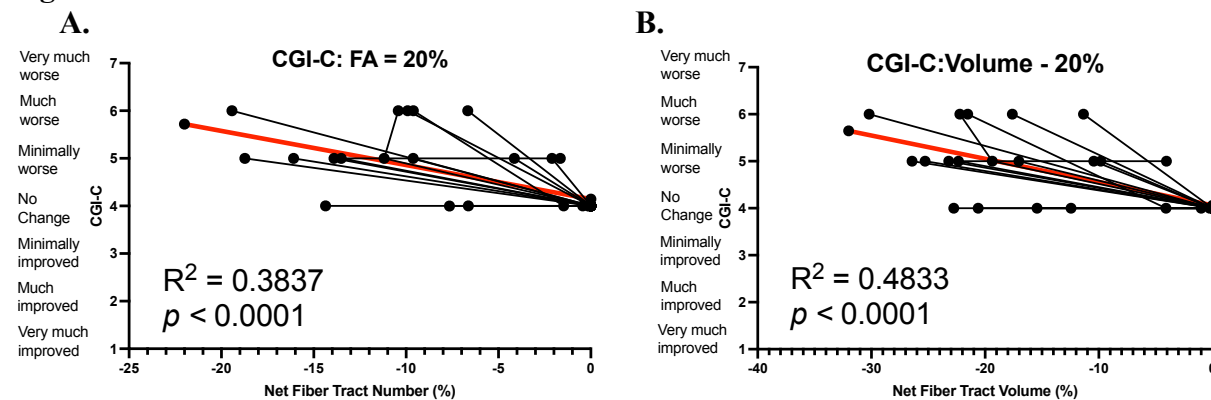 A.
CGI-C: FA = 20%
Very much
worse
Much
worse
Minimally
worse
No
Change
Minimally
improved
Much
improved
Very much
improved
CGI-C
7
6
5
4
3
2
1
R² = 0.3837
p < 0.0001
-25 -20 -15 -10 -5 0
Net Fiber Tract Number (%)
B.
CGI-C:Volume - 20%
Very much
worse
Much
worse
Minimally
worse
No
Change
Minimally
improved
Much
improved
Very much
improved
CGI-C
7
6
5
4
3
2
1
R² = 0.4833
p < 0.0001
-40 -30 -20 -10 0
Net Fiber Tract Volume (%)